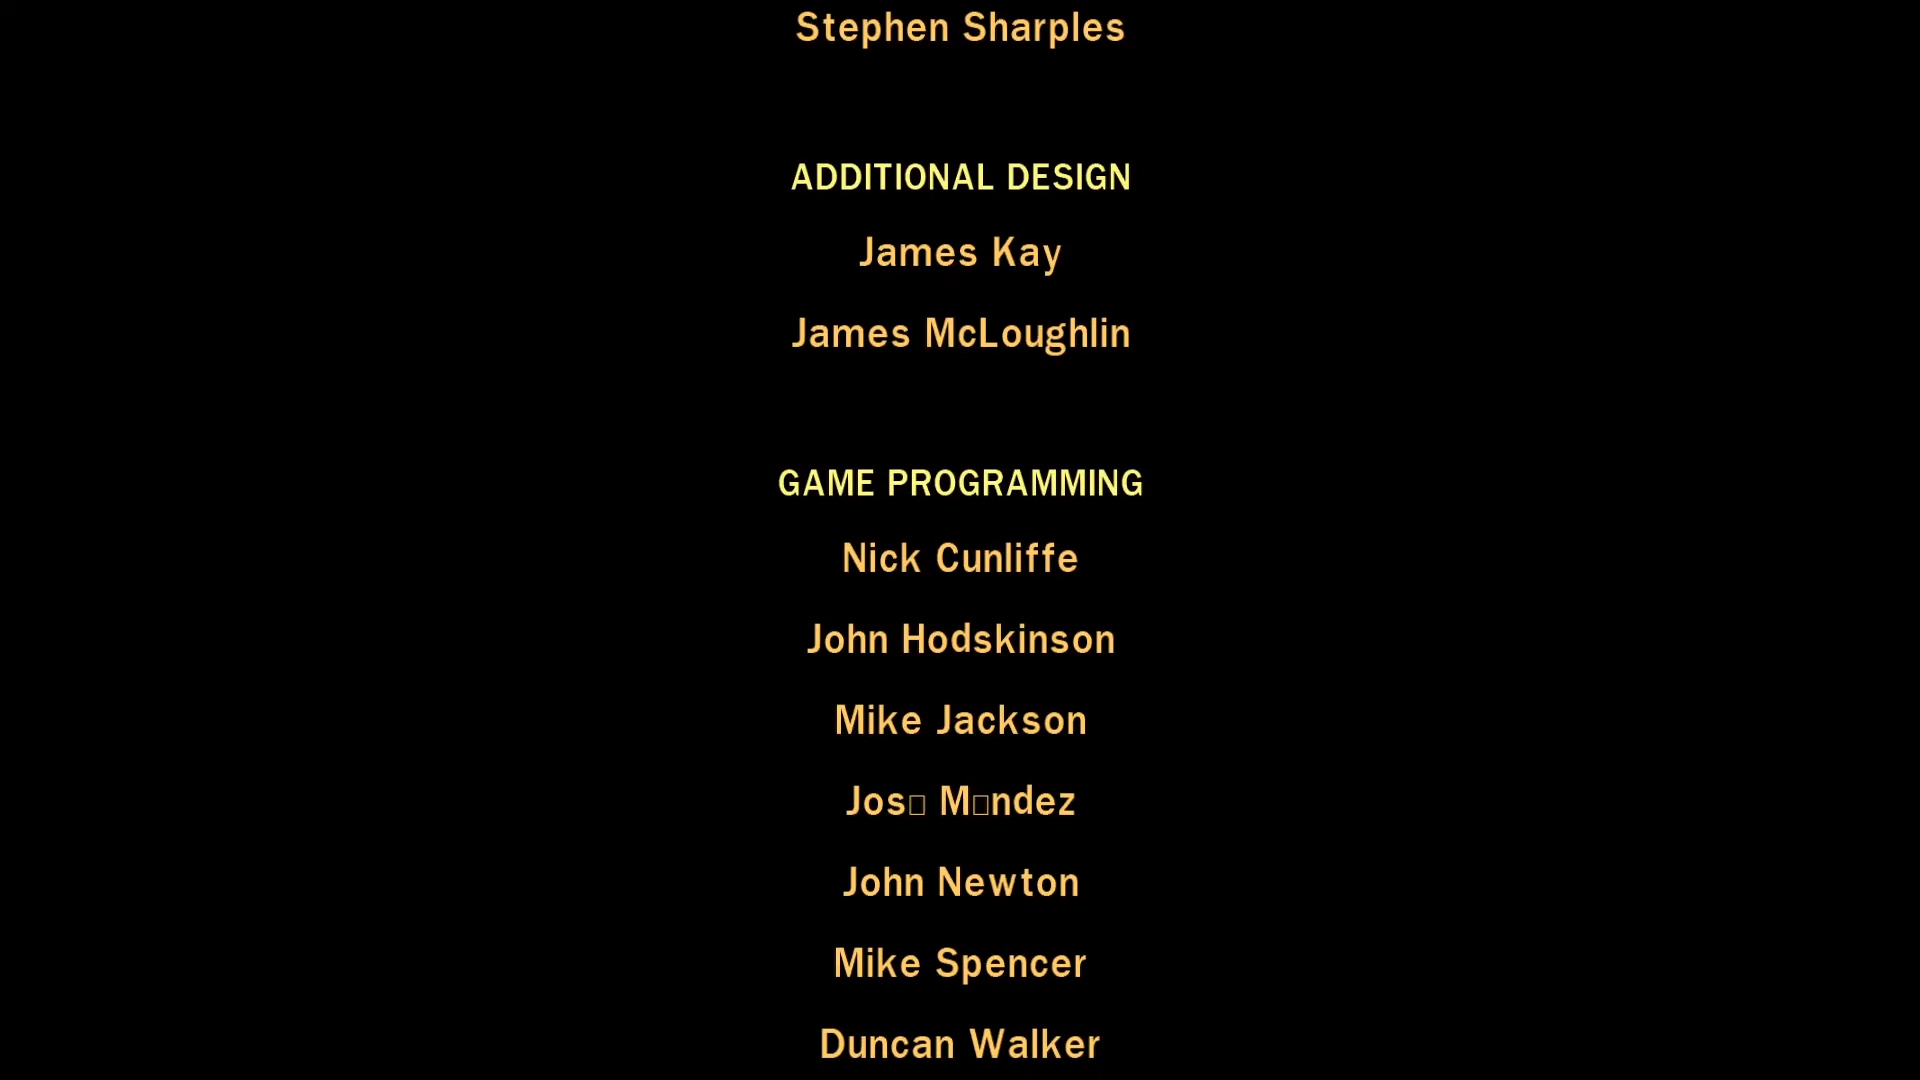 Stephen Sharples
ADDITIONAL DESIGN
James Kay
James McLoughlin
GAME PROGRAMMING
Nick Cunliffe
John Hodskinson
Mike Jackson
Jos□ M□ndez
John Newton
Mike Spencer
Duncan Walker